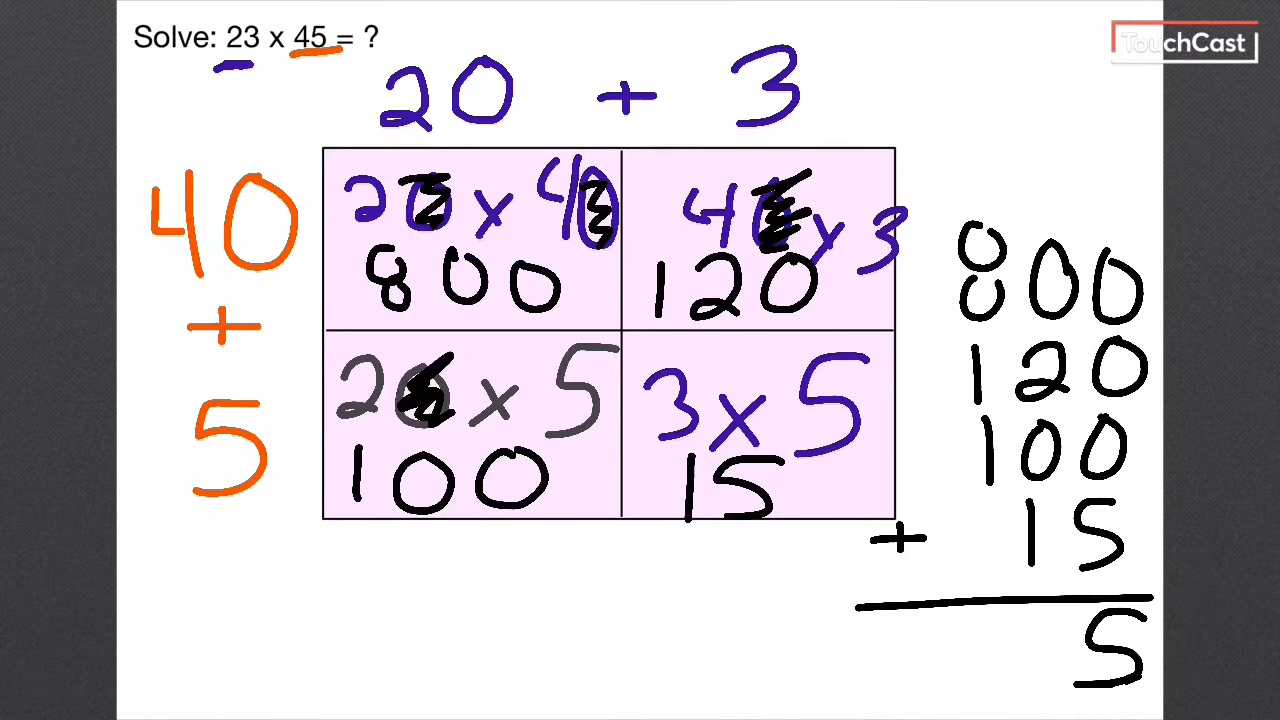 Solve: 23 x 45 = ?
TouchCast
20 + 3
40
+
5
20 x 40
800
40 x 3
120
20 x 5
100
3 x 5
15
800
120
100
+ 15
5